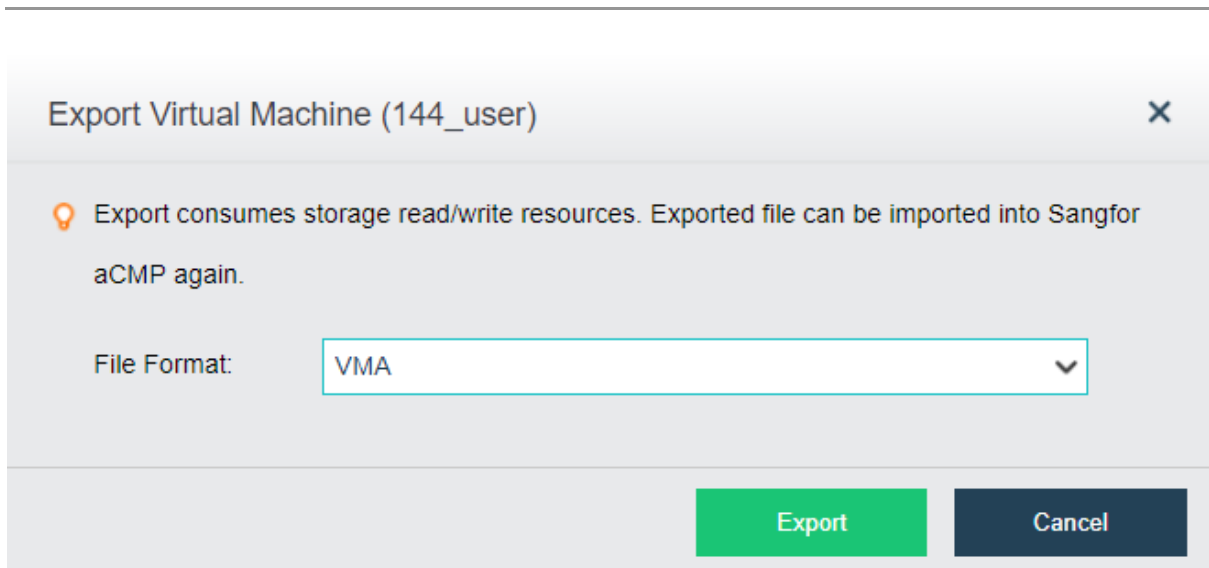 Export Virtual Machine (144_user)
Export consumes storage read/write resources. Exported file can be imported into Sangfor
aCMP again.
File Format: VMA
Export Cancel